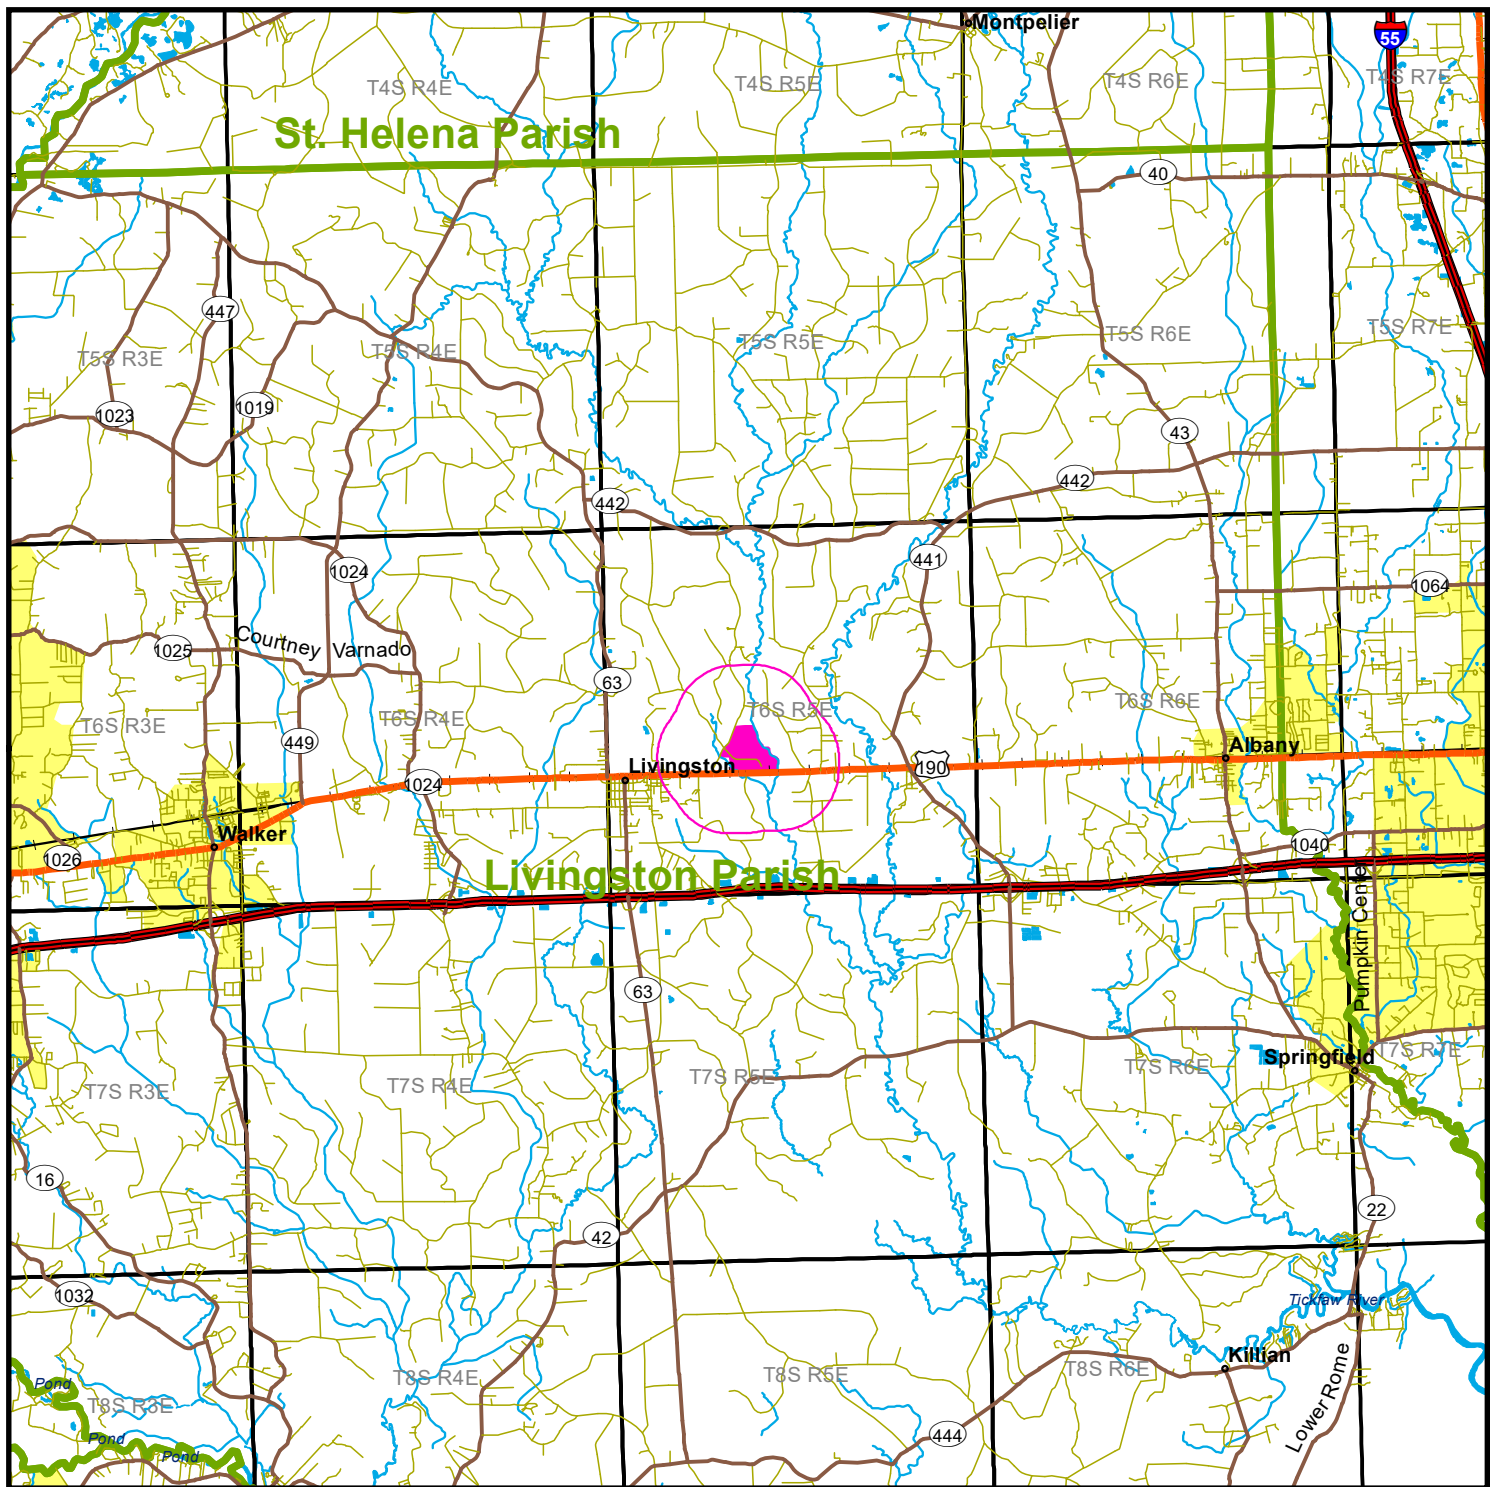 Montpelier
55
T4S R4E
T4S R5E
T4S R6E
T4S R7E
St. Helena Parish
40
447
T5S R3E
T5S R4E
T5S R5E
T5S R6E
T5S R7E
1023
1019
43
442
442
441
1024
1064
1025
Courtney
Varnado
63
T6S R3E
T6S R4E
T6S R5E
T6S R6E
449
Albany
Livingston
190
1024
Walker
1026
1040
Livingston Parish
Pumpkin Center
63
Springfield
T7S R3E
T7S R4E
T7S R5E
T7S R6E
T7S R7E
16
22
42
1032
Tickfaw River
Killian
T8S R3E
T8S R4E
T8S R5E
T8S R6E
Pond
Lower Rome
Pond
Pond
444